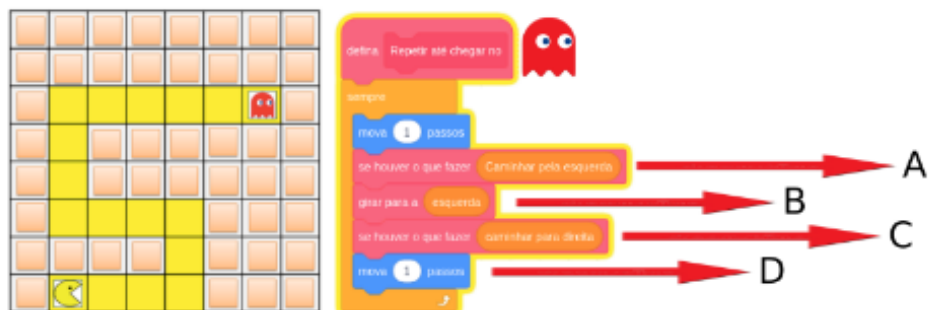 defina Repetir até chegar no
sempre
mova 1 passos
se houver o que fazer Caminhar pela esquerda
A
girar para a esquerda
B
se houver o que fazer caminhar para direita
C
mova 1 passos
D